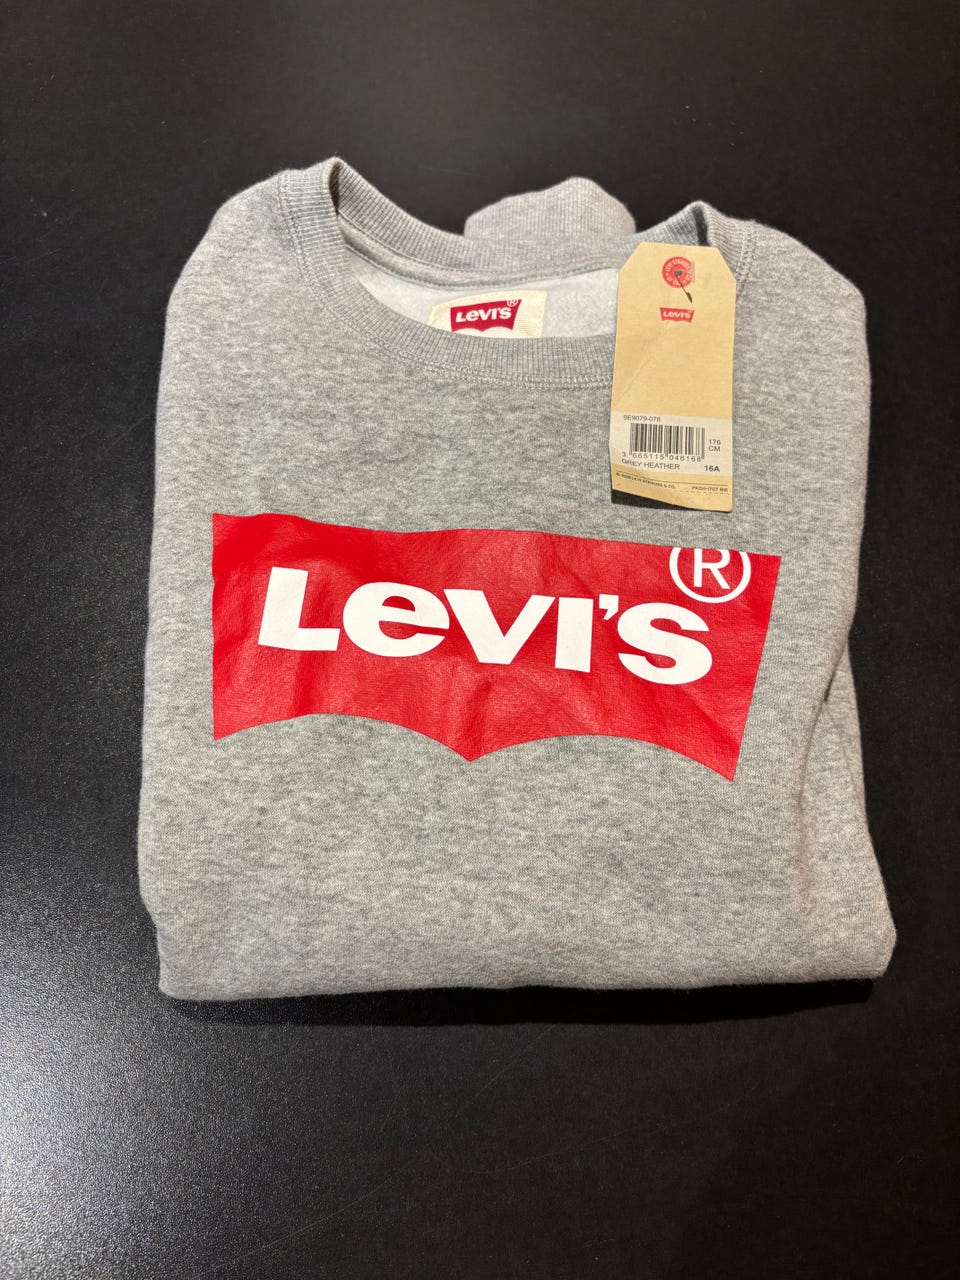 LEVI'S ®
LEVI'S
9E9079-078
176
CM
3 665115 046168
GREY HEATHER
16A
LEVI'S ®